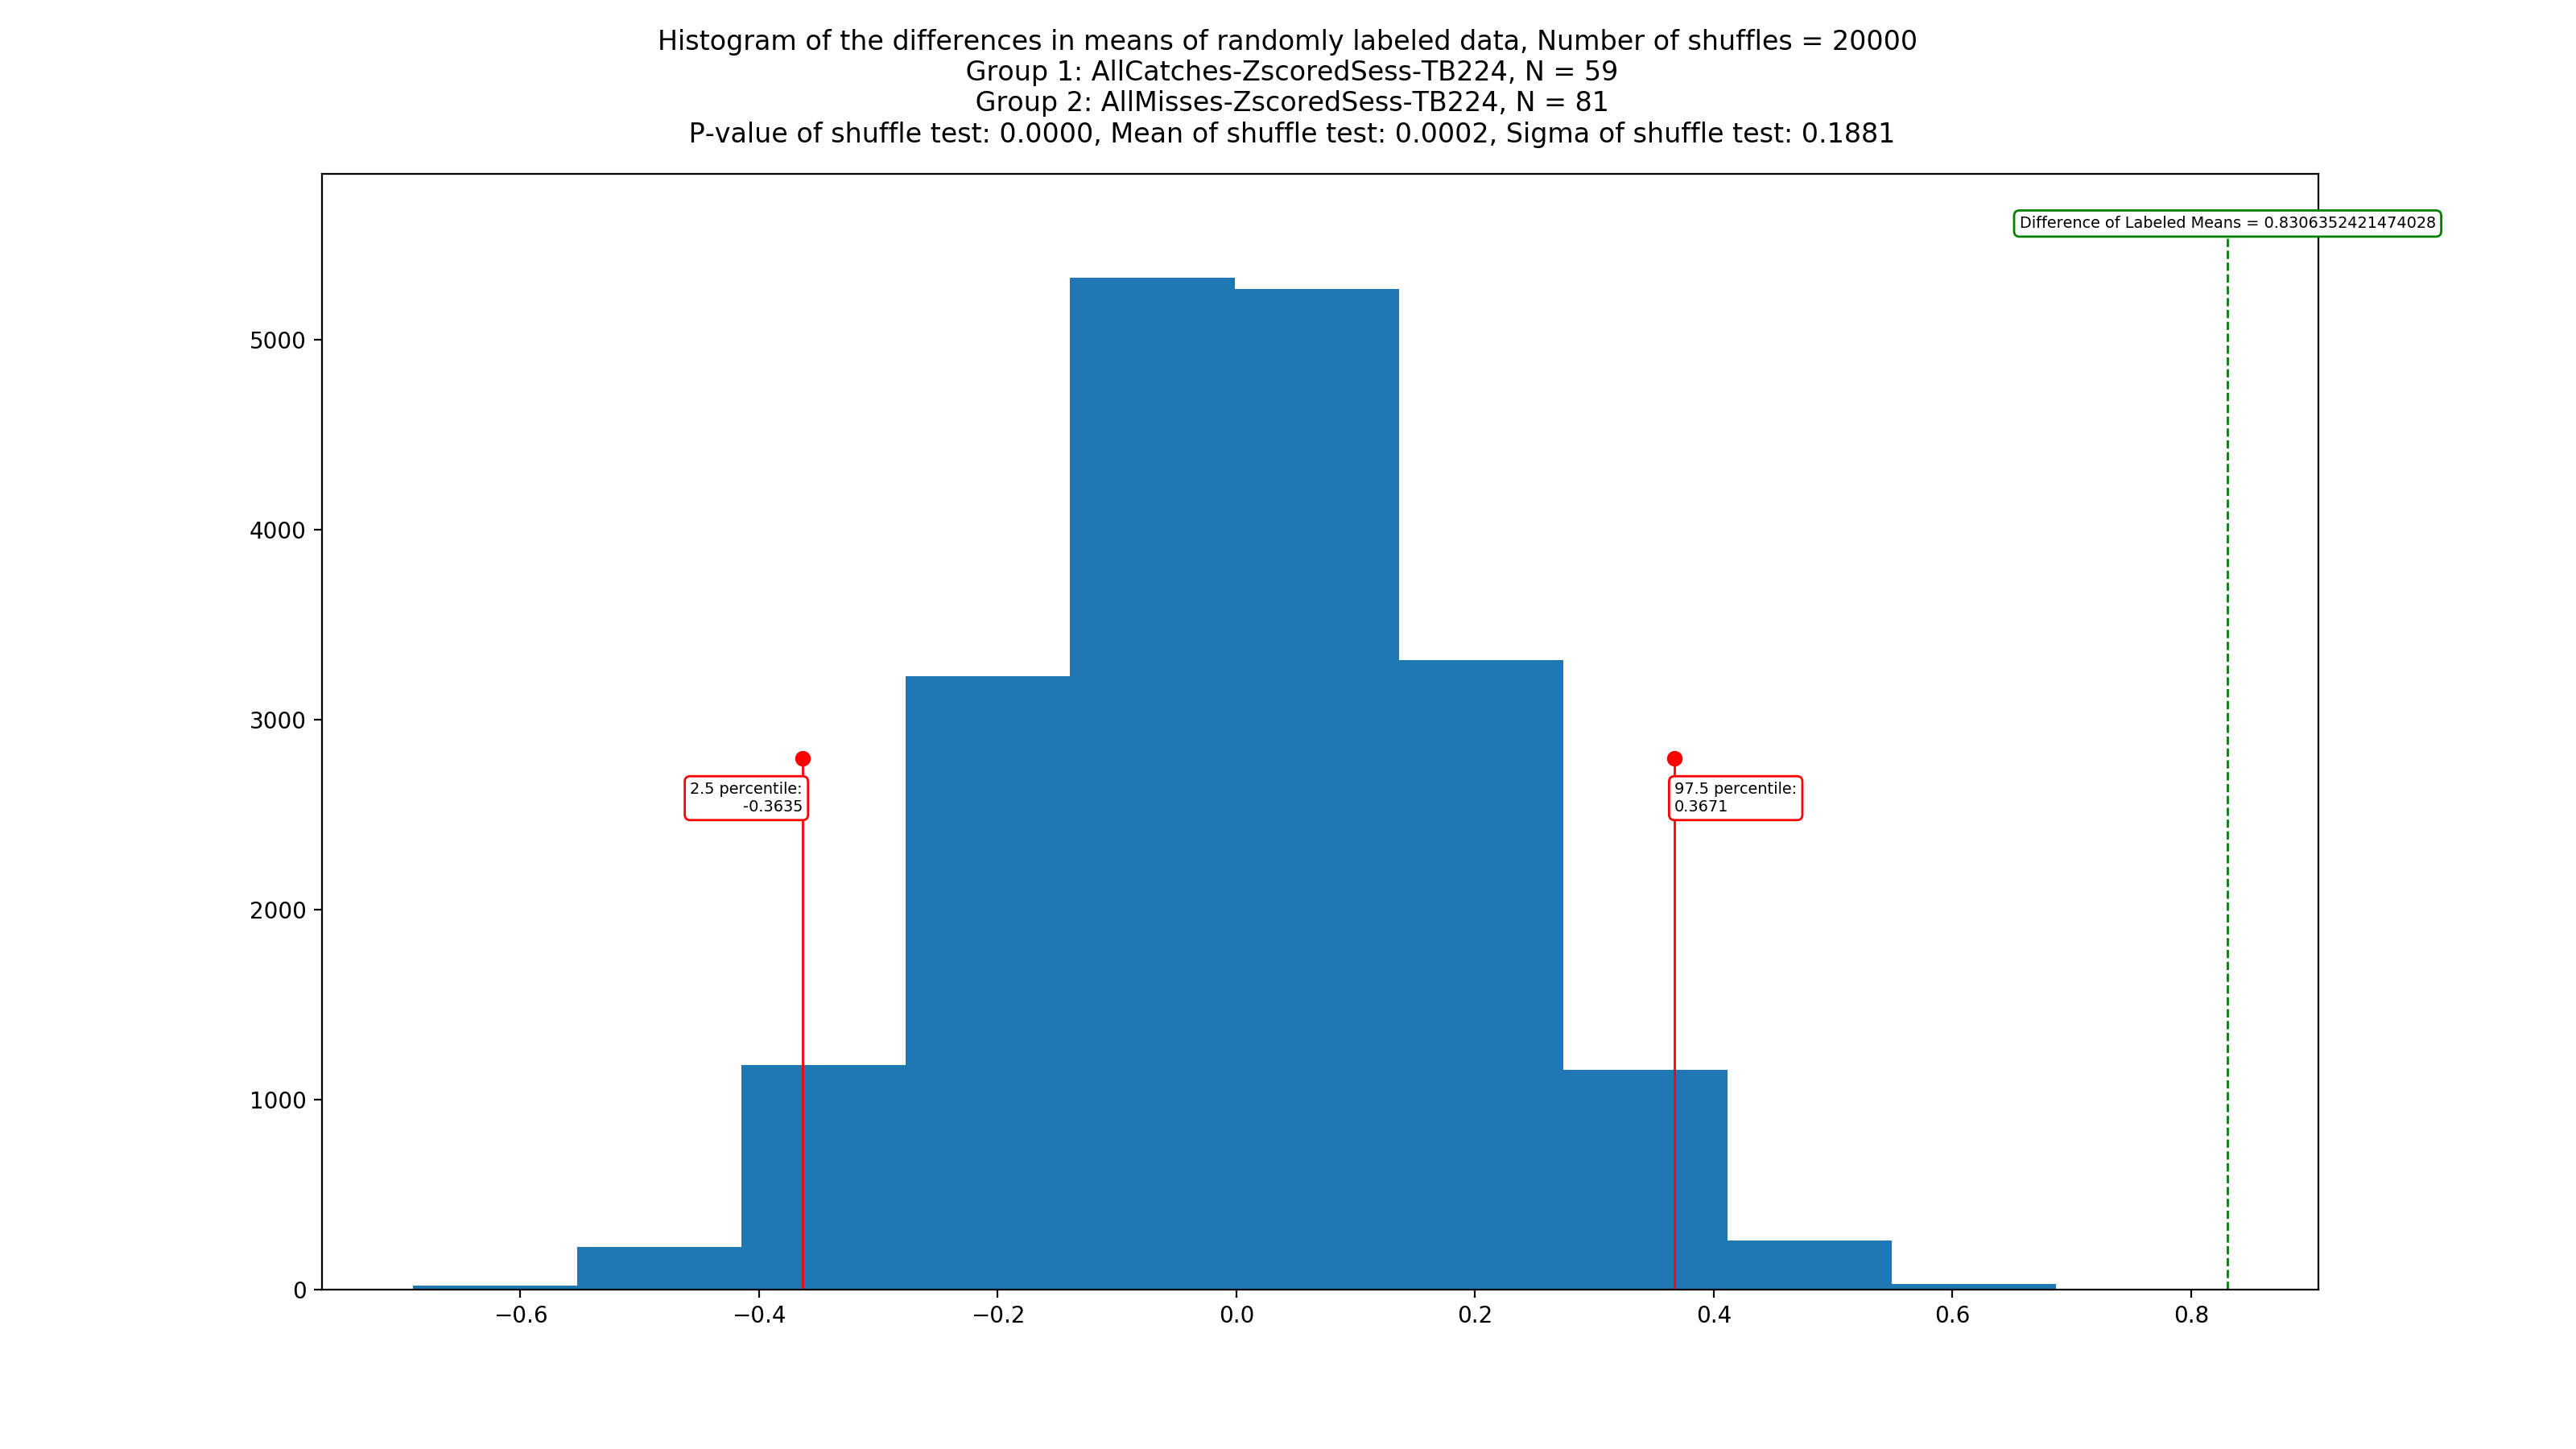 Histogram of the differences in means of randomly labeled data, Number of shuffles = 20000
Group 1: AllCatches-ZscoredSess-TB224, N = 59
Group 2: AllMisses-ZscoredSess-TB224, N = 81
P-value of shuffle test: 0.0000, Mean of shuffle test: 0.0002, Sigma of shuffle test: 0.1881
Difference of Labeled Means = 0.8306352421474028
5000
4000
3000
2.5 percentile:
-0.3635
97.5 percentile:
0.3671
2000
1000
0
−0.6
−0.4
−0.2
0.0
0.2
0.4
0.6
0.8